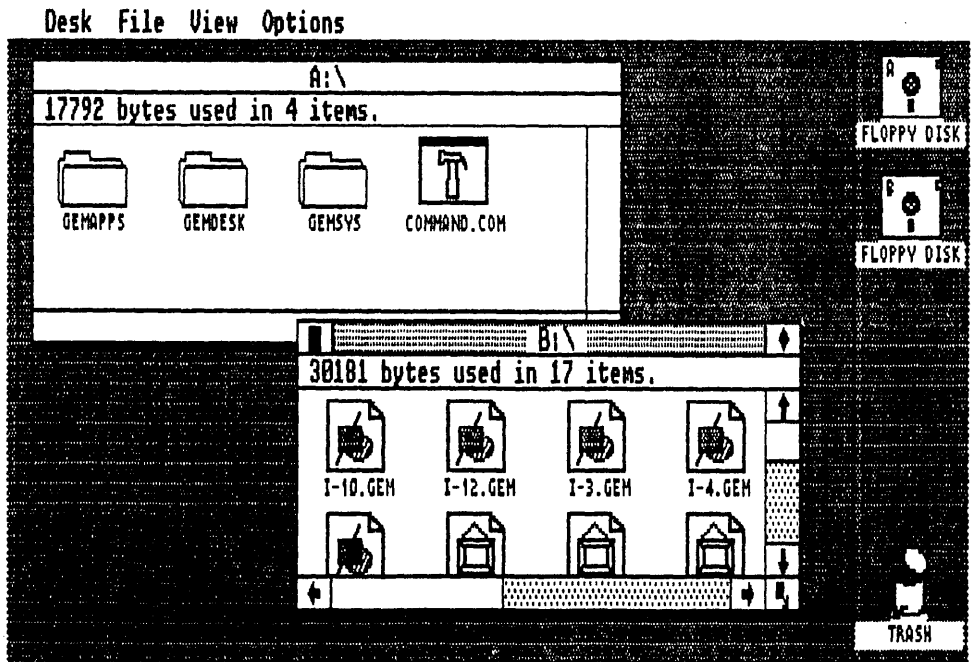 Desk File View Options
A:\
17792 bytes used in 4 items.
GEMAPPS GEMDESK GEMSYS COMMAND.COM
A
FLOPPY DISK
B
FLOPPY DISK
B:\
30181 bytes used in 17 items.
I-10.GEM I-12.GEM I-3.GEM I-4.GEM
TRASH